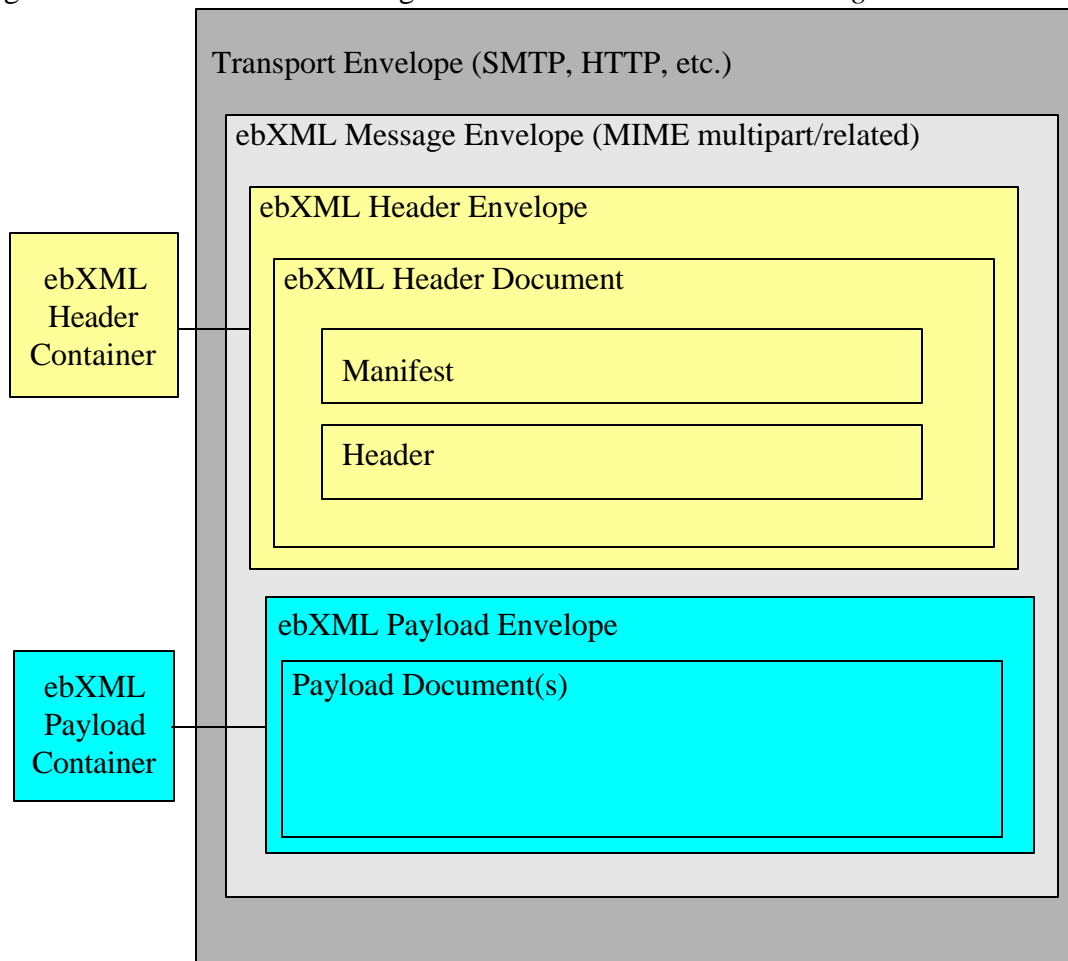 Transport Envelope (SMTP, HTTP, etc.)
ebXML Message Envelope (MIME multipart/related)
ebXML Header Envelope
ebXML Header Document
ebXML
Header
Container
Manifest
Header
ebXML Payload Envelope
Payload Document(s)
ebXML
Payload
Container